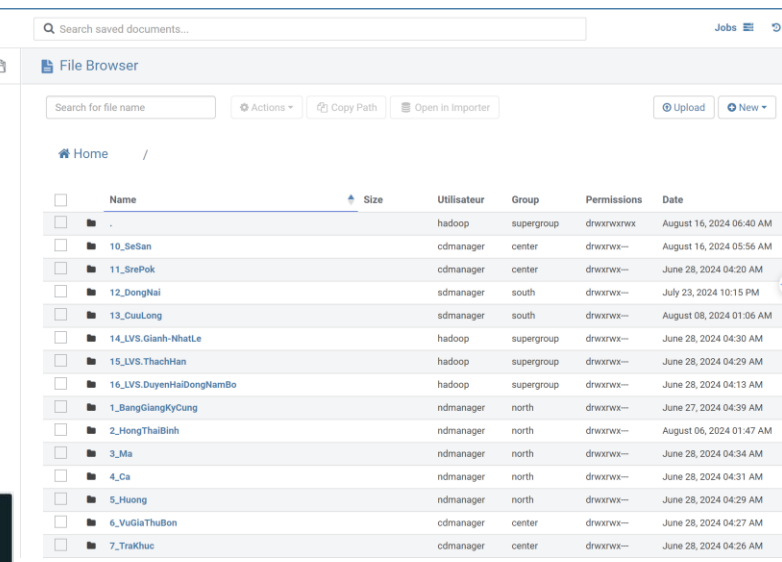 Search saved documents...
Jobs
File Browser
Search for file name
Actions
Copy Path
Open in Importer
Upload
New
Home /
Name Size Utilisateur Group Permissions Date
. hadoop supergroup drwxrwxrwx August 16, 2024 06:40 AM
10_SeSan cdmanager center drwxrwx--- August 16, 2024 05:56 AM
11_SrePok cdmanager center drwxrwx--- June 28, 2024 04:20 AM
12_DongNai sdmanager south drwxrwx--- July 23, 2024 10:15 PM
13_CuuLong sdmanager south drwxrwx--- August 08, 2024 01:06 AM
14_LVS.Gianh-NhatLe hadoop supergroup drwxrwx--- June 28, 2024 04:30 AM
15_LVS.ThachHan hadoop supergroup drwxrwx--- June 28, 2024 04:29 AM
16_LVS.DuyenHaiDongNamBo hadoop supergroup drwxrwx--- June 28, 2024 04:13 AM
1_BangGiangKyCung ndmanager north drwxrwx--- June 27, 2024 04:39 AM
2_HongThaiBinh ndmanager north drwxrwx--- August 06, 2024 01:47 AM
3_Ma ndmanager north drwxrwx--- June 28, 2024 04:34 AM
4_Ca ndmanager north drwxrwx--- June 28, 2024 04:31 AM
5_Huong ndmanager north drwxrwx--- June 28, 2024 04:29 AM
6_VuGiaThuBon cdmanager center drwxrwx--- June 28, 2024 04:27 AM
7_TraKhuc cdmanager center drwxrwx--- June 28, 2024 04:26 AM